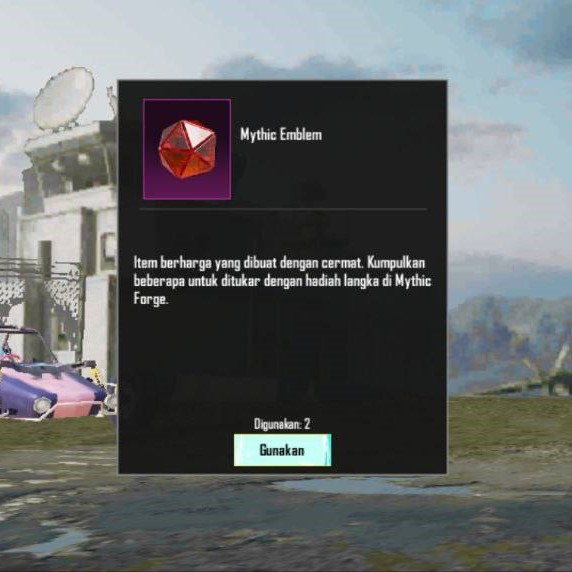 Mythic Emblem
Item berharga yang dibuat dengan cermat. Kumpulkan
beberapa untuk ditukar dengan hadiah langka di Mythic
Forge.
Digunakan: 2
Gunakan